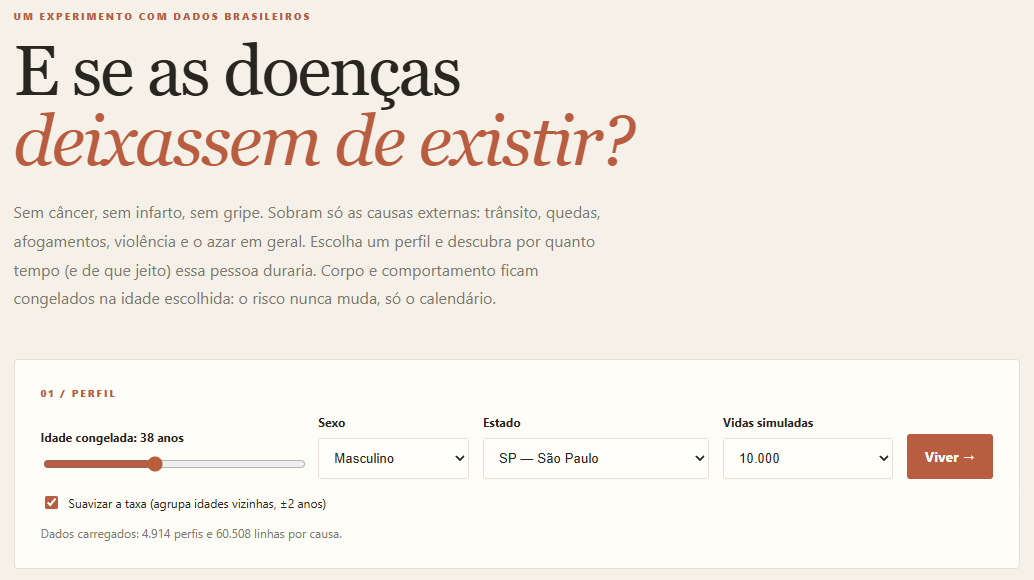 UM EXPERIMENTO COM DADOS BRASILEIROS
E se as doenças
deixassem de existir?
Sem câncer, sem infarto, sem gripe. Sobram só as causas externas: trânsito, quedas,
afogamentos, violência e o azar em geral. Escolha um perfil e descubra por quanto
tempo (e de que jeito) essa pessoa duraria. Corpo e comportamento ficam
congelados na idade escolhida: o risco nunca muda, só o calendário.
01 / PERFIL
Idade congelada: 38 anos
Sexo
Masculino
Estado
SP — São Paulo
Vidas simuladas
10.000
Viver →
Suavizar a taxa (agrupa idades vizinhas, ±2 anos)
Dados carregados: 4.914 perfis e 60.508 linhas por causa.